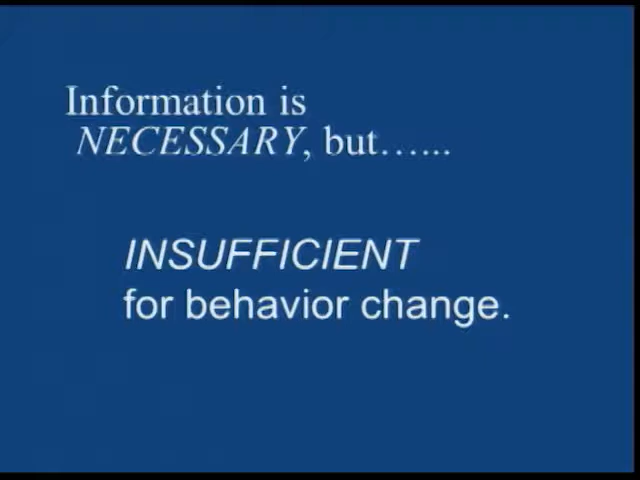 Information is
NECESSARY, but…...
INSUFFICIENT
for behavior change.